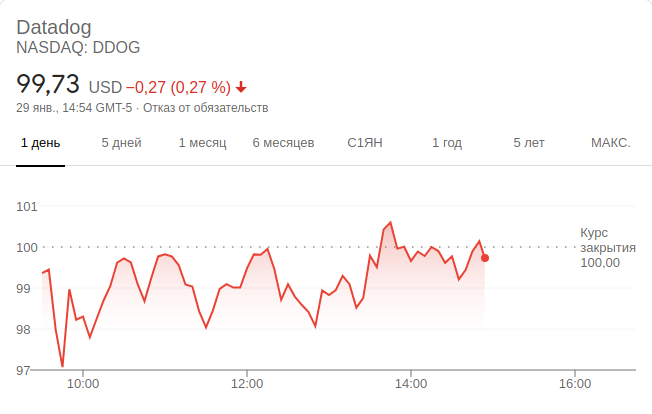 Datadog
NASDAQ: DDOG
99,73 USD −0,27 (0,27 %)
29 янв., 14:54 GMT-5 · Отказ от обязательств
1 день 5 дней 1 месяц 6 месяцев С1ЯН 1 год 5 лет МАКС.
101
100
99
98
97
Курс
закрытия
100,00
10:00 12:00 14:00 16:00